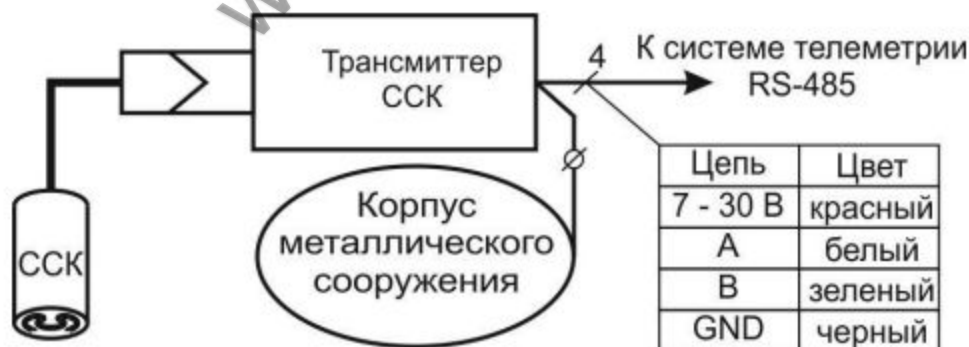 Трансмиттер
ССК
4
К системе телеметрии
RS-485
ССК
Корпус
металлического
сооружения
Цепь Цвет
7 - 30 В красный
А белый
В зеленый
GND черный